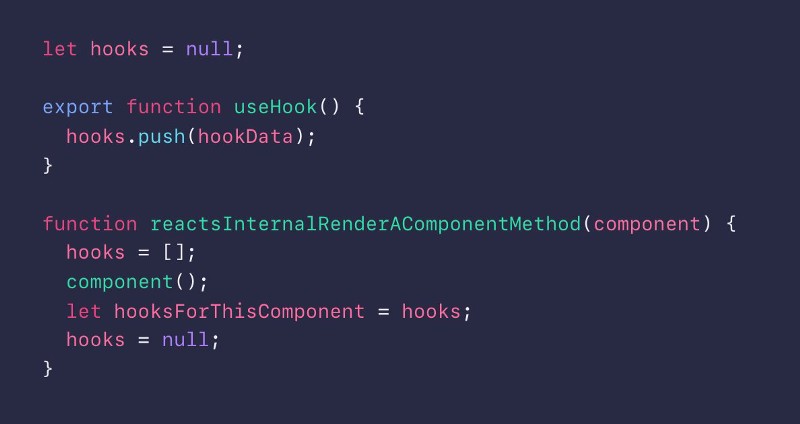 let hooks = null;

export function useHook() {
  hooks.push(hookData);
}

function reactsInternalRenderAComponentMethod(component) {
  hooks = [];
  component();
  let hooksForThisComponent = hooks;
  hooks = null;
}